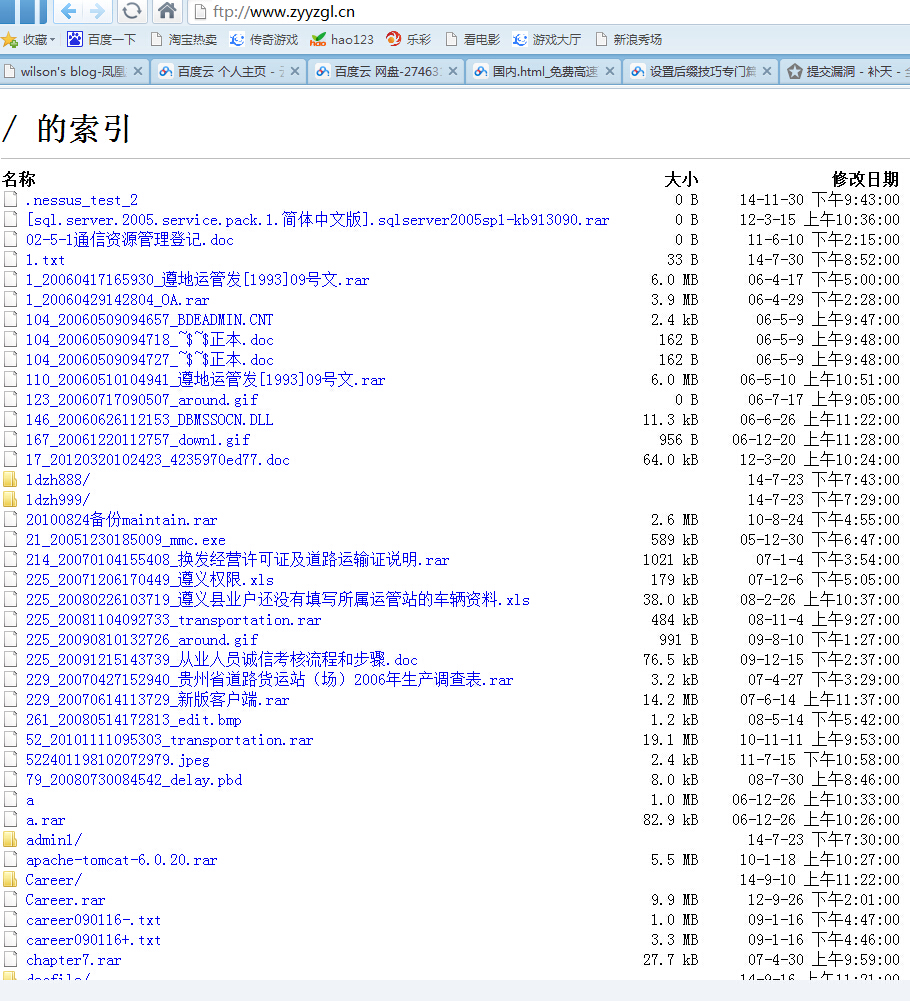 ftp://www.zyyzgl.cn
收藏 百度一下 淘宝热卖 传奇游戏 hao123 乐彩 看电影 游戏大厅 新浪秀场
wilson's blog-凤凰 百度云 个人主页 - 百度云 网盘-27463 国内.html_免费高速 设置后缀技巧专门篇 提交漏洞 - 补天 -
/ 的索引
名称 大小 修改日期
.nessus_test_2 0 B 14-11-30 下午9:43:00
[sql.server.2005.service.pack.1.简体中文版].sqlserver2005sp1-kb913090.rar 0 B 12-3-15 上午10:36:00
02-5-1通信资源管理登记.doc 0 B 11-6-10 下午2:15:00
1.txt 33 B 14-7-30 下午8:52:00
1_20060417165930_遵地运管发[1993]09号文.rar 6.0 MB 06-4-17 下午5:00:00
1_20060429142804_OA.rar 3.9 MB 06-4-29 下午2:28:00
104_20060509094657_BDEADMIN.CNT 2.4 kB 06-5-9 上午9:47:00
104_20060509094718_~$~$正本.doc 162 B 06-5-9 上午9:48:00
104_20060509094727_~$~$正本.doc 162 B 06-5-9 上午9:48:00
110_20060510104941_遵地运管发[1993]09号文.rar 6.0 MB 06-5-10 上午10:51:00
123_20060717090507_around.gif 0 B 06-7-17 上午9:05:00
146_20060626112153_DBMSSOCN.DLL 11.3 kB 06-6-26 上午11:22:00
167_20061220112757_down1.gif 956 B 06-12-20 上午11:28:00
17_20120320102423_4235970ed77.doc 64.0 kB 12-3-20 上午10:24:00
1dzh888/ 14-7-23 下午7:43:00
1dzh999/ 14-7-23 下午7:29:00
20100824备份maintain.rar 2.6 MB 10-8-24 下午4:55:00
21_20051230185009_mmc.exe 589 kB 05-12-30 下午6:47:00
214_20070104155408_换发经营许可证及道路运输证说明.rar 1021 kB 07-1-4 下午3:54:00
225_20071206170449_遵义权限.xls 179 kB 07-12-6 下午5:05:00
225_20080226103719_遵义县业户还没有填写所属运管站的车辆资料.xls 38.0 kB 08-2-26 上午10:37:00
225_20081104092733_transportation.rar 484 kB 08-11-4 上午9:27:00
225_20090810132726_around.gif 991 B 09-8-10 下午1:27:00
225_20091215143739_从业人员诚信考核流程和步骤.doc 76.5 kB 09-12-15 下午2:37:00
229_20070427152940_贵州省道路货运站（场）2006年生产调查表.rar 3.2 kB 07-4-27 下午3:29:00
229_20070614113729_新版客户端.rar 14.2 MB 07-6-14 上午11:37:00
261_20080514172813_edit.bmp 1.2 kB 08-5-14 下午5:42:00
52_20101111095303_transportation.rar 19.1 MB 10-11-11 上午9:53:00
522401198102072979.jpeg 2.4 kB 11-7-15 下午10:58:00
79_20080730084542_delay.pbd 8.0 kB 08-7-30 上午8:46:00
a 1.0 MB 06-12-26 上午10:33:00
a.rar 82.9 kB 06-12-26 上午10:26:00
admin1/ 14-7-23 下午7:30:00
apache-tomcat-6.0.20.rar 5.5 MB 10-1-18 上午10:27:00
Career/ 14-9-10 上午11:22:00
Career.rar 9.9 MB 12-9-26 下午2:01:00
career090116-.txt 1.0 MB 09-1-16 下午4:47:00
career090116+.txt 3.3 MB 09-1-16 下午4:46:00
chapter7.rar 27.7 kB 07-4-30 上午9:59:00